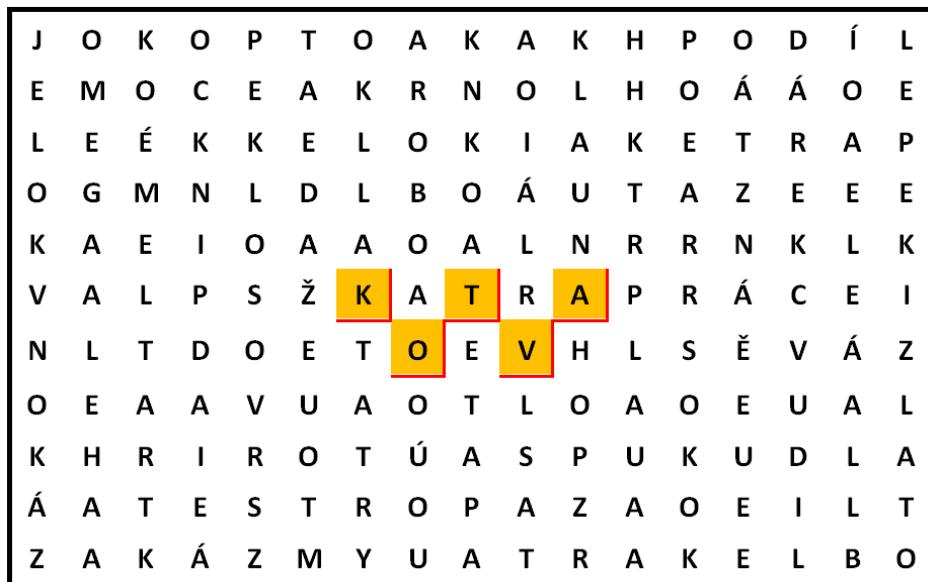 J O K O P T O A K A K H P O D Í L
E M O C E A K R N O L H O Á Á O E
L E É K K E L O K I A K E T R A P
O G M N L D L B O Á U T A Z E E E
K A E I O A A O A L N R R N K L K
V A L P S Ž K A T R A P R Á C E I
N L T D O E T O E V H L S Ě V Á Z
O E A A V U A O T L O A O E U A L
K H R I R O T Ú A S P U K U D L A
Á A T E S T R O P A Z A O E I L T
Z A K Á Z M Y U A T R A K E L B O